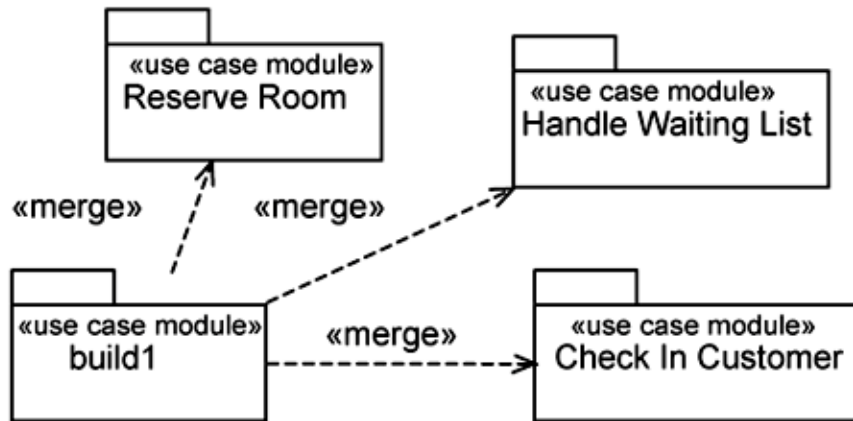 «use case module»
Reserve Room
«use case module»
Handle Waiting List
«merge»
«merge»
«use case module»
build1
«merge»
«use case module»
Check In Customer